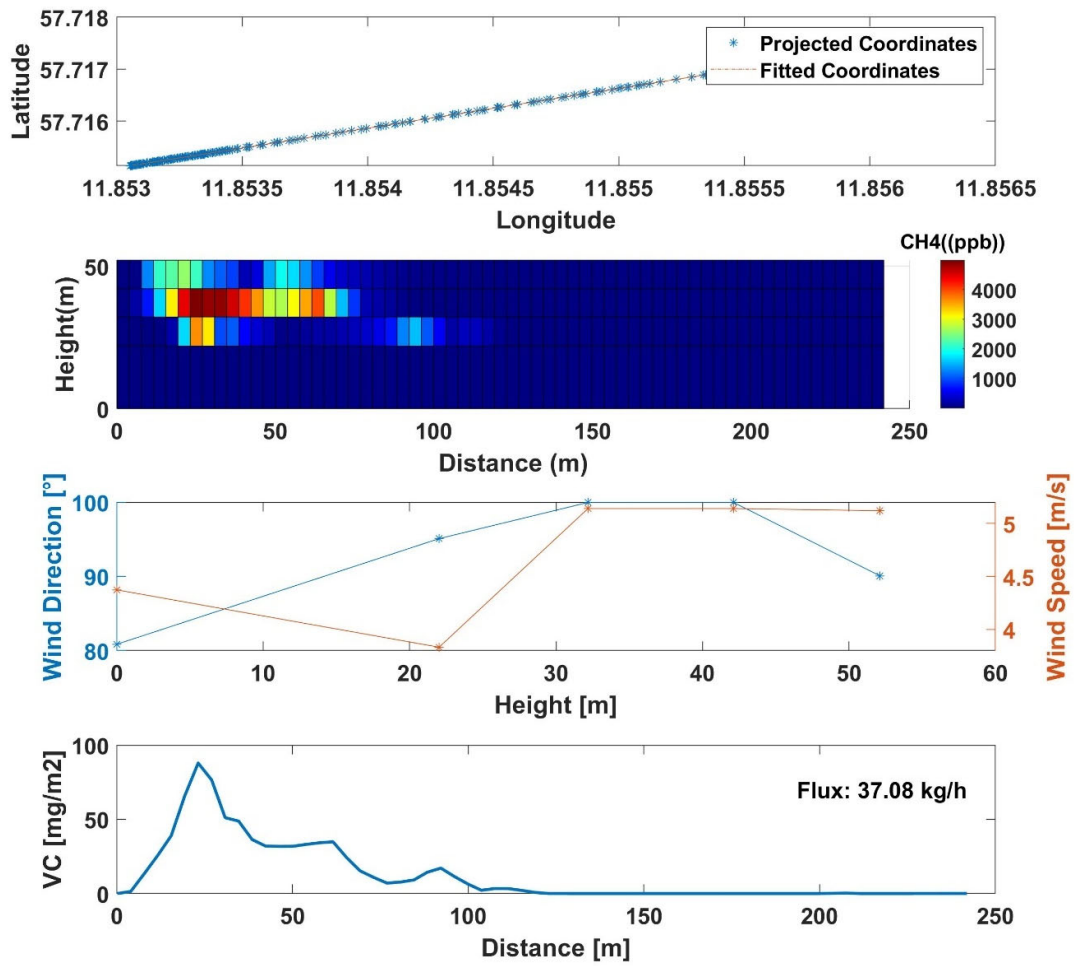 57.718
57.717
57.716
Latitude
Projected Coordinates
Fitted Coordinates
11.853 11.8535 11.854 11.8545 11.855 11.8555 11.856 11.8565
Longitude
CH4((ppb))
50
0
Height(m)
4000
3000
2000
1000
0 50 100 150 200 250
Distance (m)
100
90
80
Wind Direction [°]
5
4.5
4
Wind Speed [m/s]
0 10 20 30 40 50 60
Height [m]
100
50
0
VC [mg/m2]
Flux: 37.08 kg/h
0 50 100 150 200 250
Distance [m]